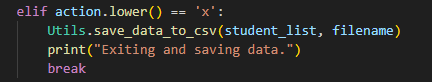 elif action.lower() == 'x':
    Utils.save_data_to_csv(student_list, filename)
    print("Exiting and saving data.")
    break